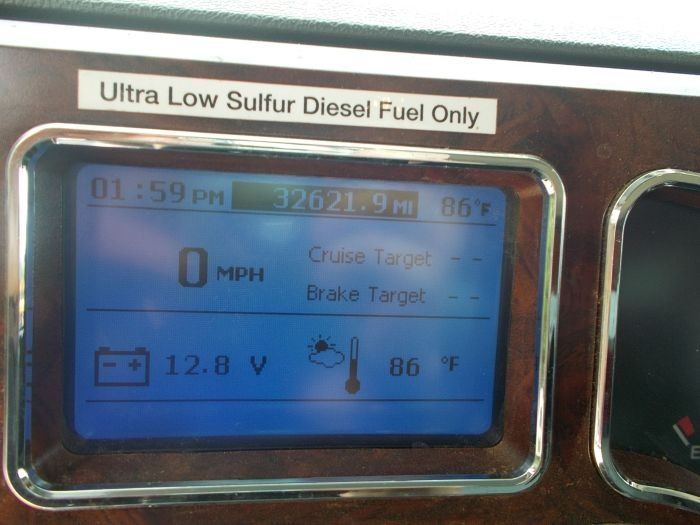 Ultra Low Sulfur Diesel Fuel Only
01:59 PM 32621.9 MI 86°F
0 MPH
Cruise Target - -
Brake Target - -
12.8 V 86 °F
E